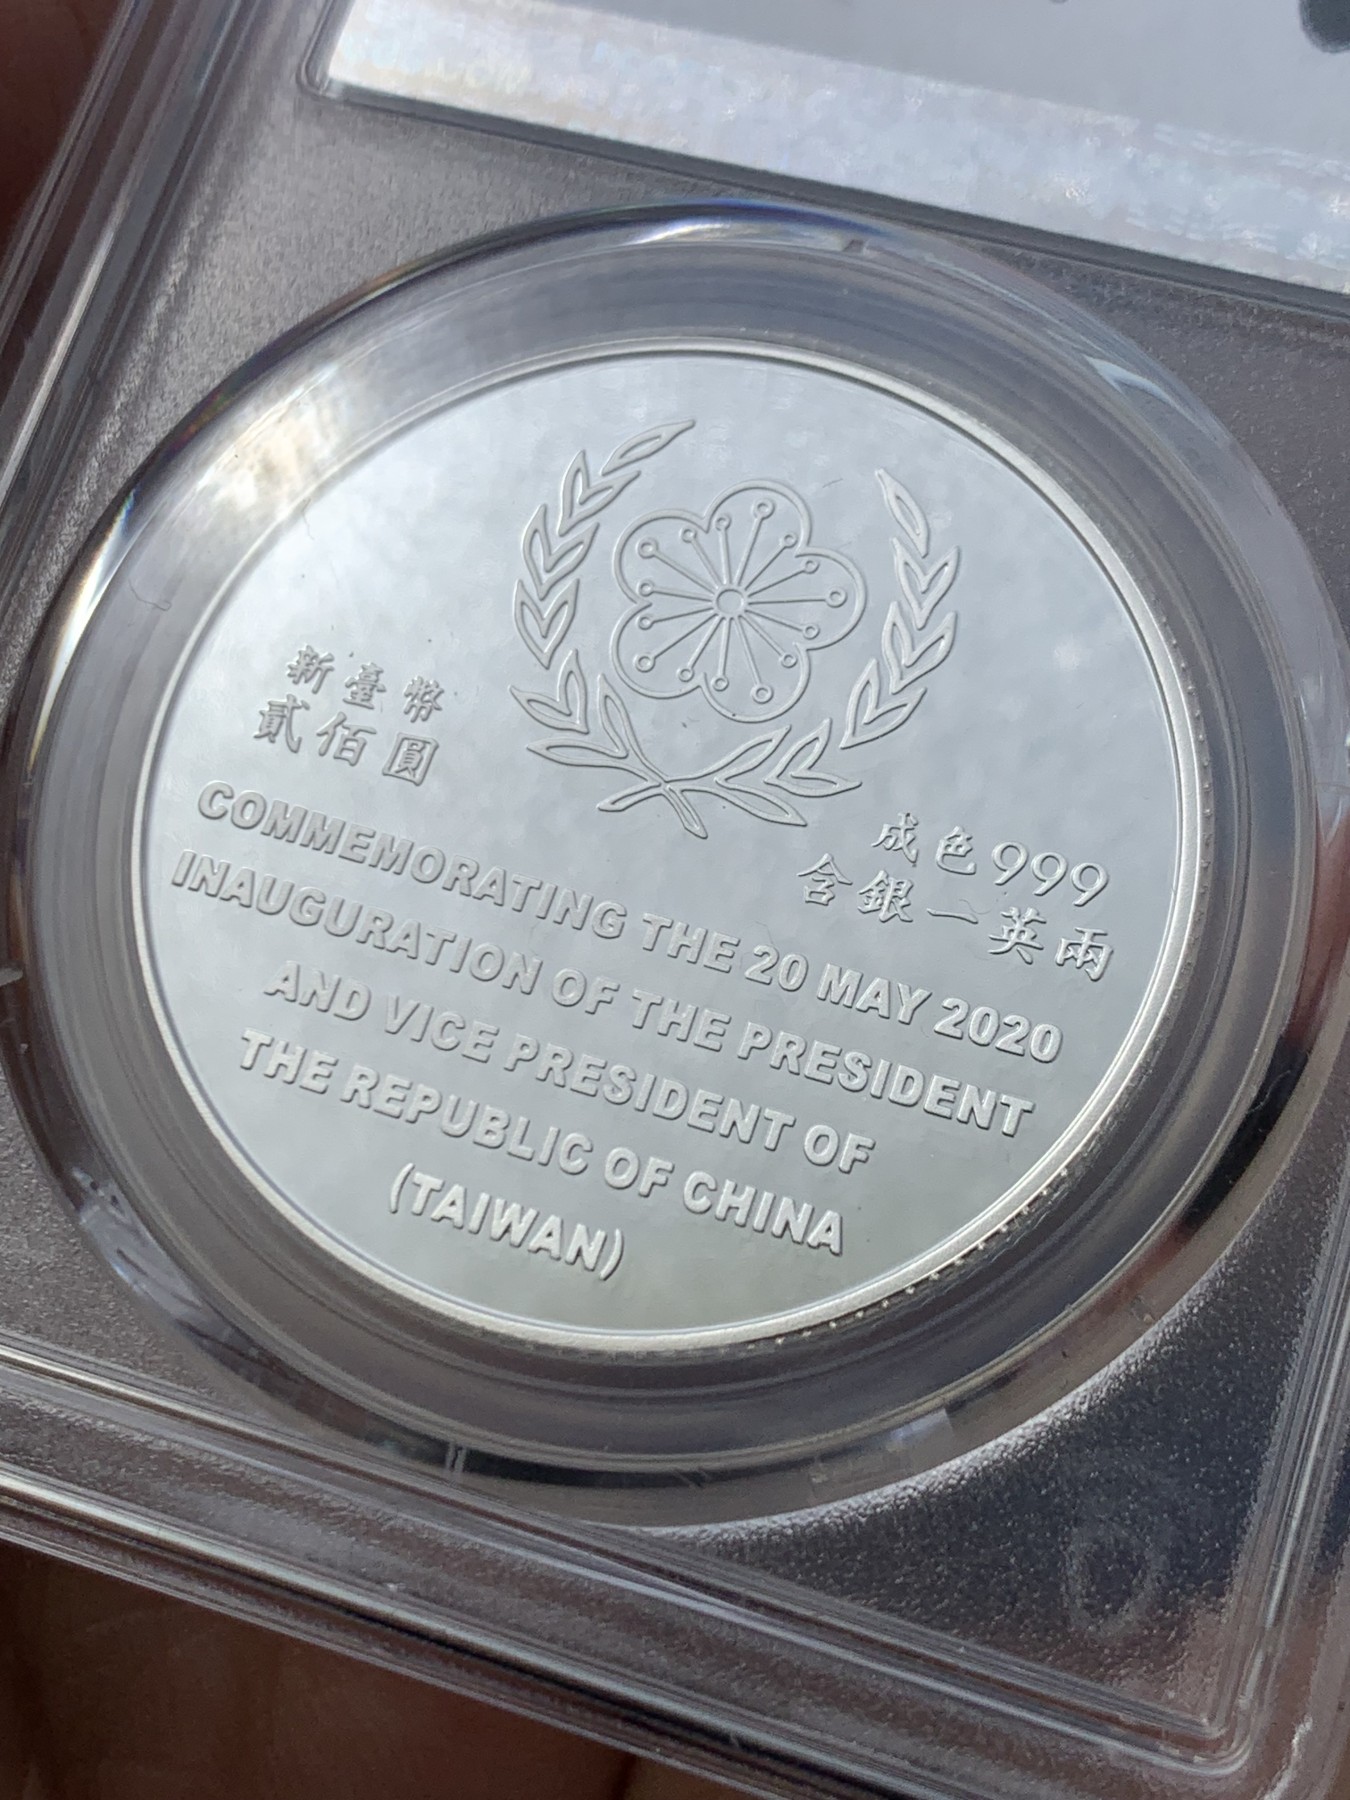 新臺幣
貳佰圓
成色999
含銀一英兩
COMMEMORATING THE 20 MAY 2020
INAUGURATION OF THE PRESIDENT
AND VICE PRESIDENT OF
THE REPUBLIC OF CHINA
(TAIWAN)